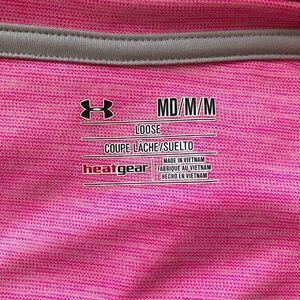 MD/M/M
LOOSE
COUPE LÂCHE/SUELTO
heatgear
MADE IN VIETNAM
FABRIQUÉ AU VIETNAM
HECHO EN VIETNAM